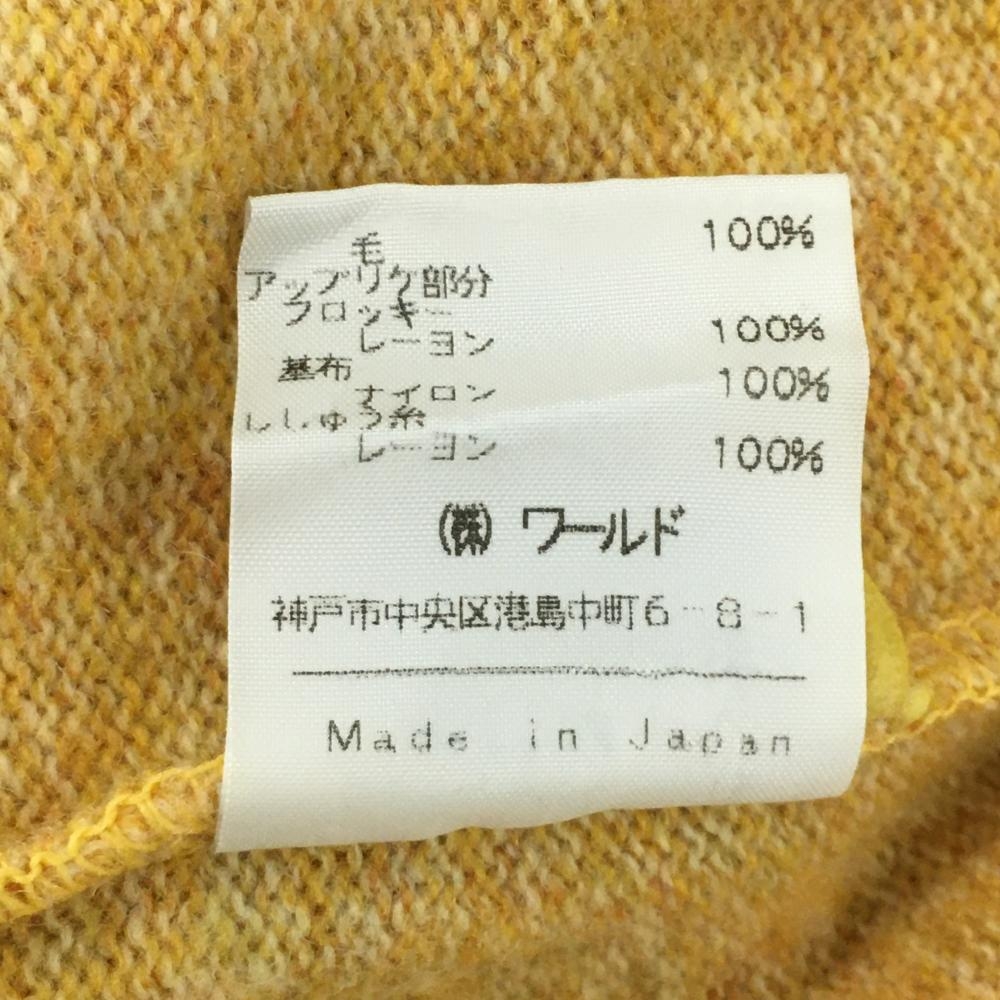 毛 100%
アップリケ部分
フロッキー
レーヨン 100%
基布
ナイロン 100%
ししゅう糸
レーヨン 100%
㈱ ワールド
神戸市中央区港島中町6-8-1
Made in Japan